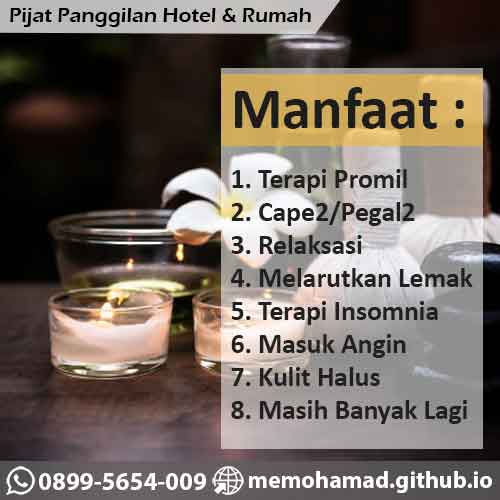 Pijat Panggilan Hotel & Rumah
Manfaat :
1. Terapi Promil
2. Cape2/Pegal2
3. Relaksasi
4. Melarutkan Lemak
5. Terapi Insomnia
6. Masuk Angin
7. Kulit Halus
8. Masih Banyak Lagi
0899-5654-009 memohamad.github.io